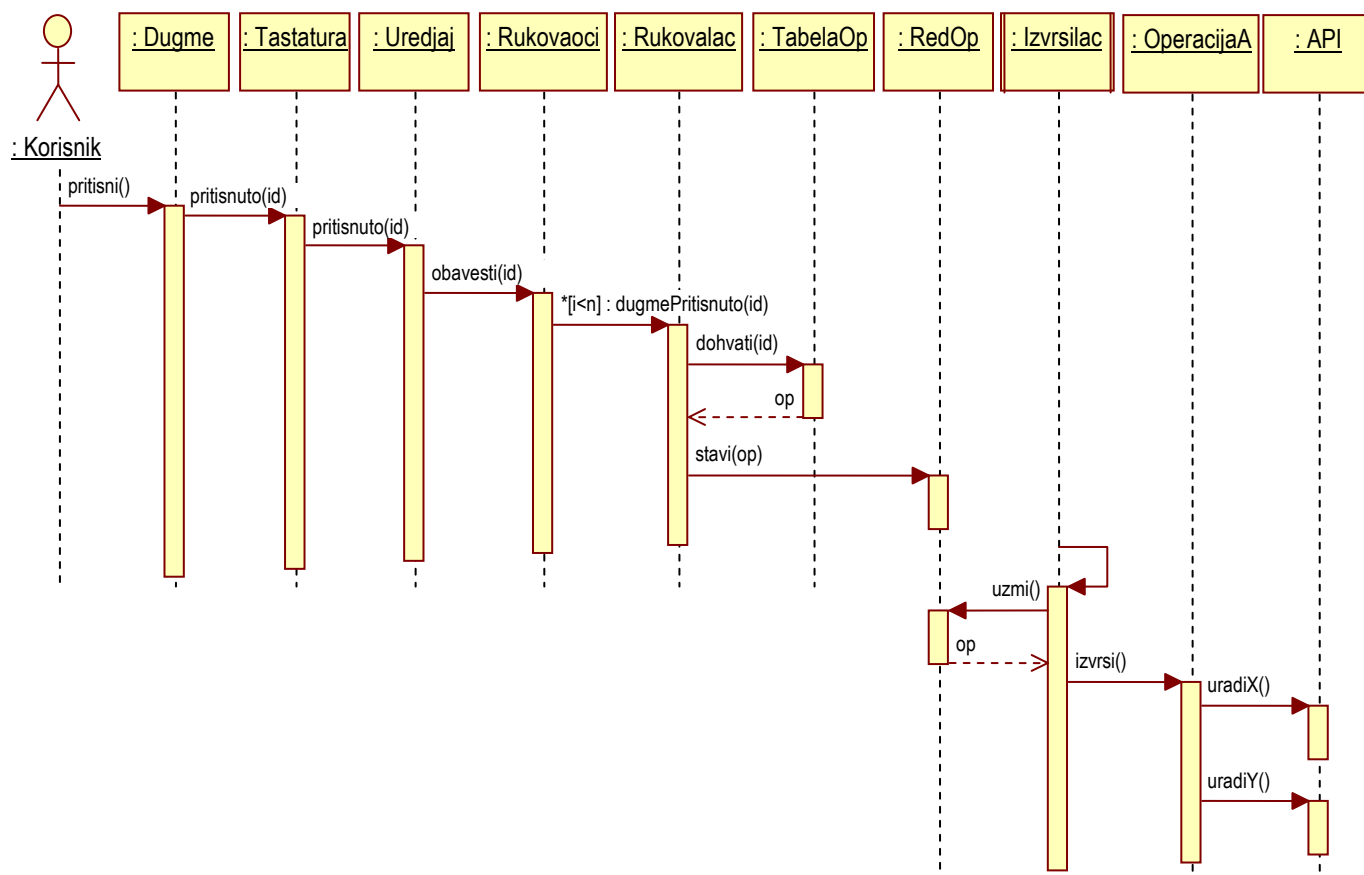 : Dugme
: Tastatura
: Uredjaj
: Rukovaoci
: Rukovalac
: TabelaOp
: RedOp
: Izvrsilac
: OperacijaA
: API
: Korisnik
pritisni()
pritisnuto(id)
pritisnuto(id)
obavesti(id)
*[i<n] : dugmePritisnuto(id)
dohvati(id)
op
stavi(op)
uzmi()
op
izvrsi()
uradiX()
uradiY()